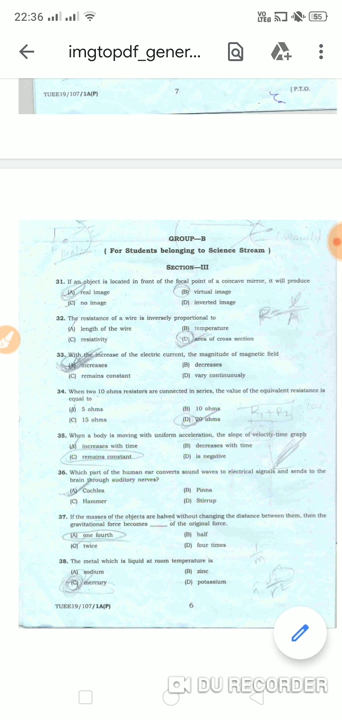 22:36
VO LTE 55
imgtopdf_gener...
TUEE19/107/1A(P) 7 | P.T.O.
GROUP—B
( For Students belonging to Science Stream )
SECTION—III
31. If an object is located in front of the focal point of a concave mirror, it will produce
(A) real image (B) virtual image
(C) no image (D) inverted image
32. The resistance of a wire is inversely proportional to
(A) length of the wire (B) temperature
(C) resistivity (D) area of cross section
33. With the increase of the electric current, the magnitude of magnetic field
(A) increases (B) decreases
(C) remains constant (D) vary continuously
34. When two 10 ohms resistors are connected in series, the value of the equivalent resistance is
equal to
(A) 5 ohms (B) 10 ohms
(C) 15 ohms (D) 20 ohms
R1+R2
35. When a body is moving with uniform acceleration, the slope of velocity-time graph
(A) increases with time (B) decreases with time
(C) remains constant (D) is negative
36. Which part of the human ear converts sound waves to electrical signals and sends to the
brain through auditory nerves?
(A) Cochlea (B) Pinna
(C) Hammer (D) Stirrup
37. If the masses of the objects are halved without changing the distance between them, then the
gravitational force becomes _____ of the original force.
(A) one fourth (B) half
(C) twice (D) four times
38. The metal which is liquid at room temperature is
(A) sodium (B) zinc
(C) mercury (D) potassium
TUEE19/107/1A(P) 6
DU RECORDER